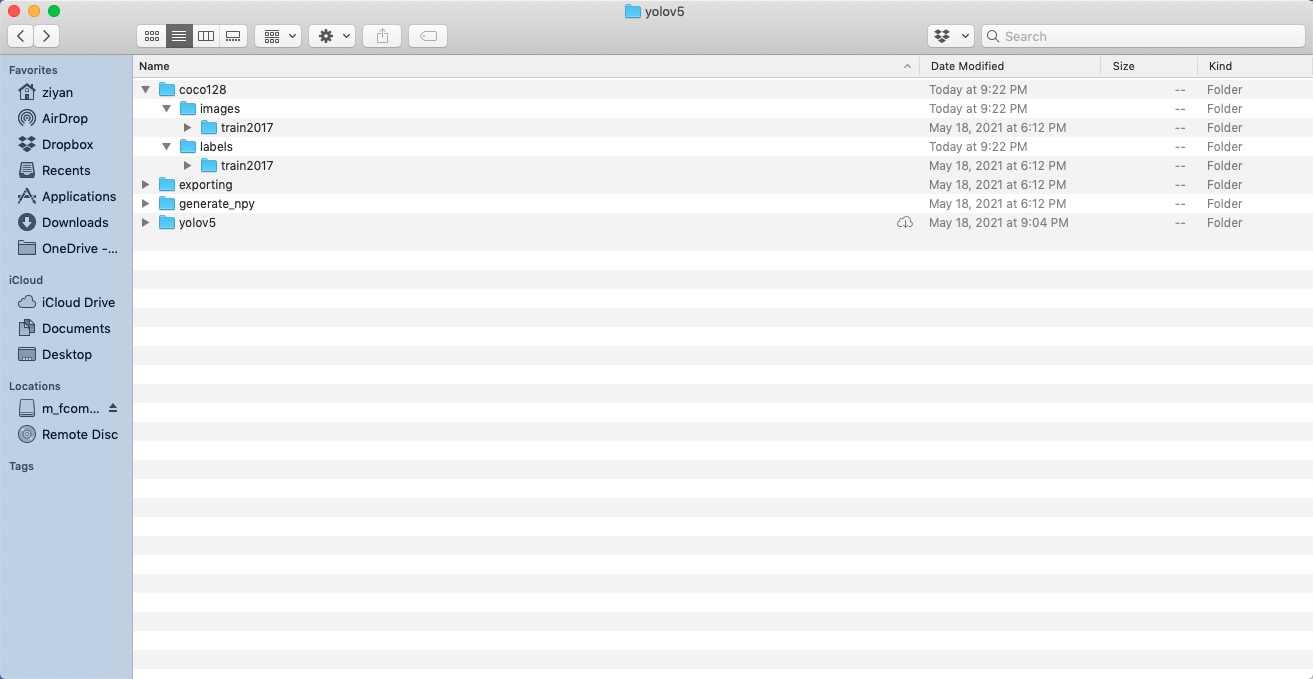 yolov5
Search
Favorites
ziyan
AirDrop
Dropbox
Recents
Applications
Downloads
OneDrive -...
iCloud
iCloud Drive
Documents
Desktop
Locations
m_fcom...
Remote Disc
Tags
Name Date Modified Size Kind
coco128 Today at 9:22 PM -- Folder
images Today at 9:22 PM -- Folder
train2017 May 18, 2021 at 6:12 PM -- Folder
labels Today at 9:22 PM -- Folder
train2017 May 18, 2021 at 6:12 PM -- Folder
exporting May 18, 2021 at 6:12 PM -- Folder
generate_npy May 18, 2021 at 6:12 PM -- Folder
yolov5 May 18, 2021 at 9:04 PM -- Folder